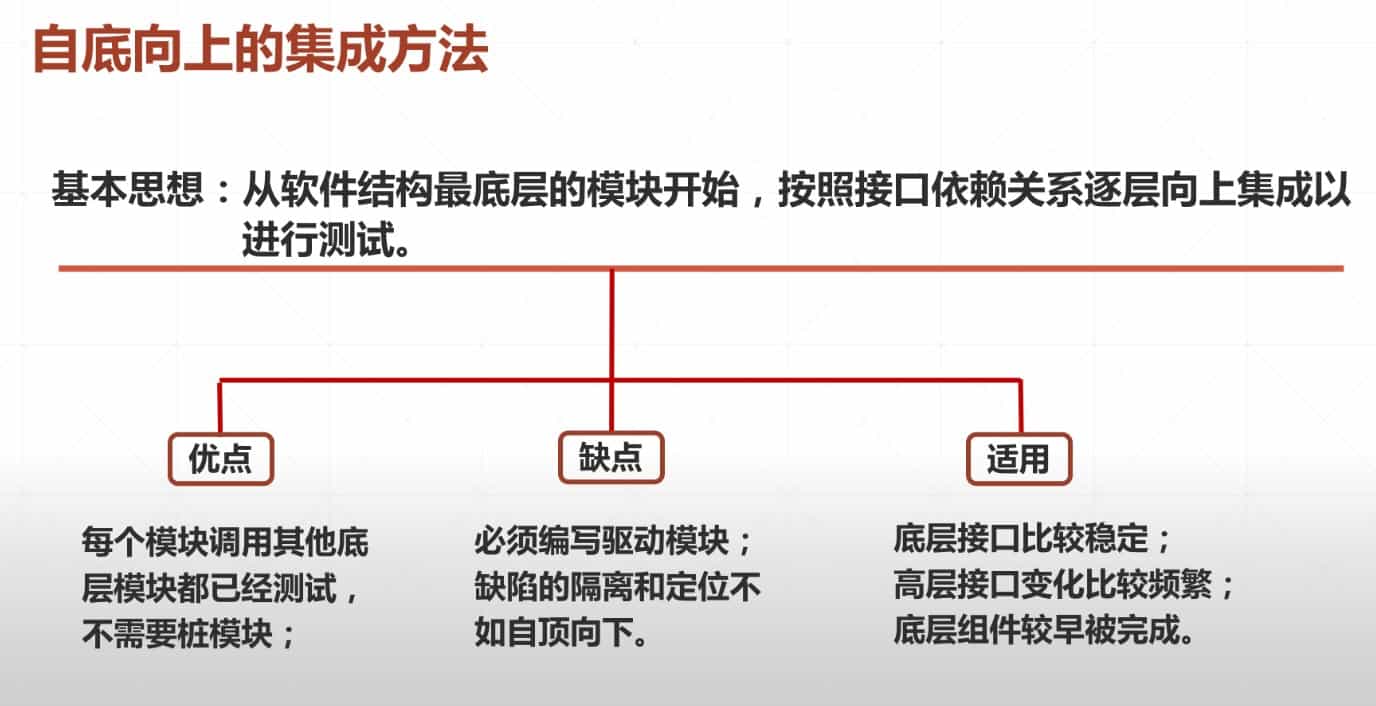 自底向上的集成方法
基本思想：从软件结构最底层的模块开始，按照接口依赖关系逐层向上集成以
进行测试。
优点
每个模块调用其他底
层模块都已经测试，
不需要桩模块；
缺点
必须编写驱动模块；
缺陷的隔离和定位不
如自顶向下。
适用
底层接口比较稳定；
高层接口变化比较频繁；
底层组件较早被完成。